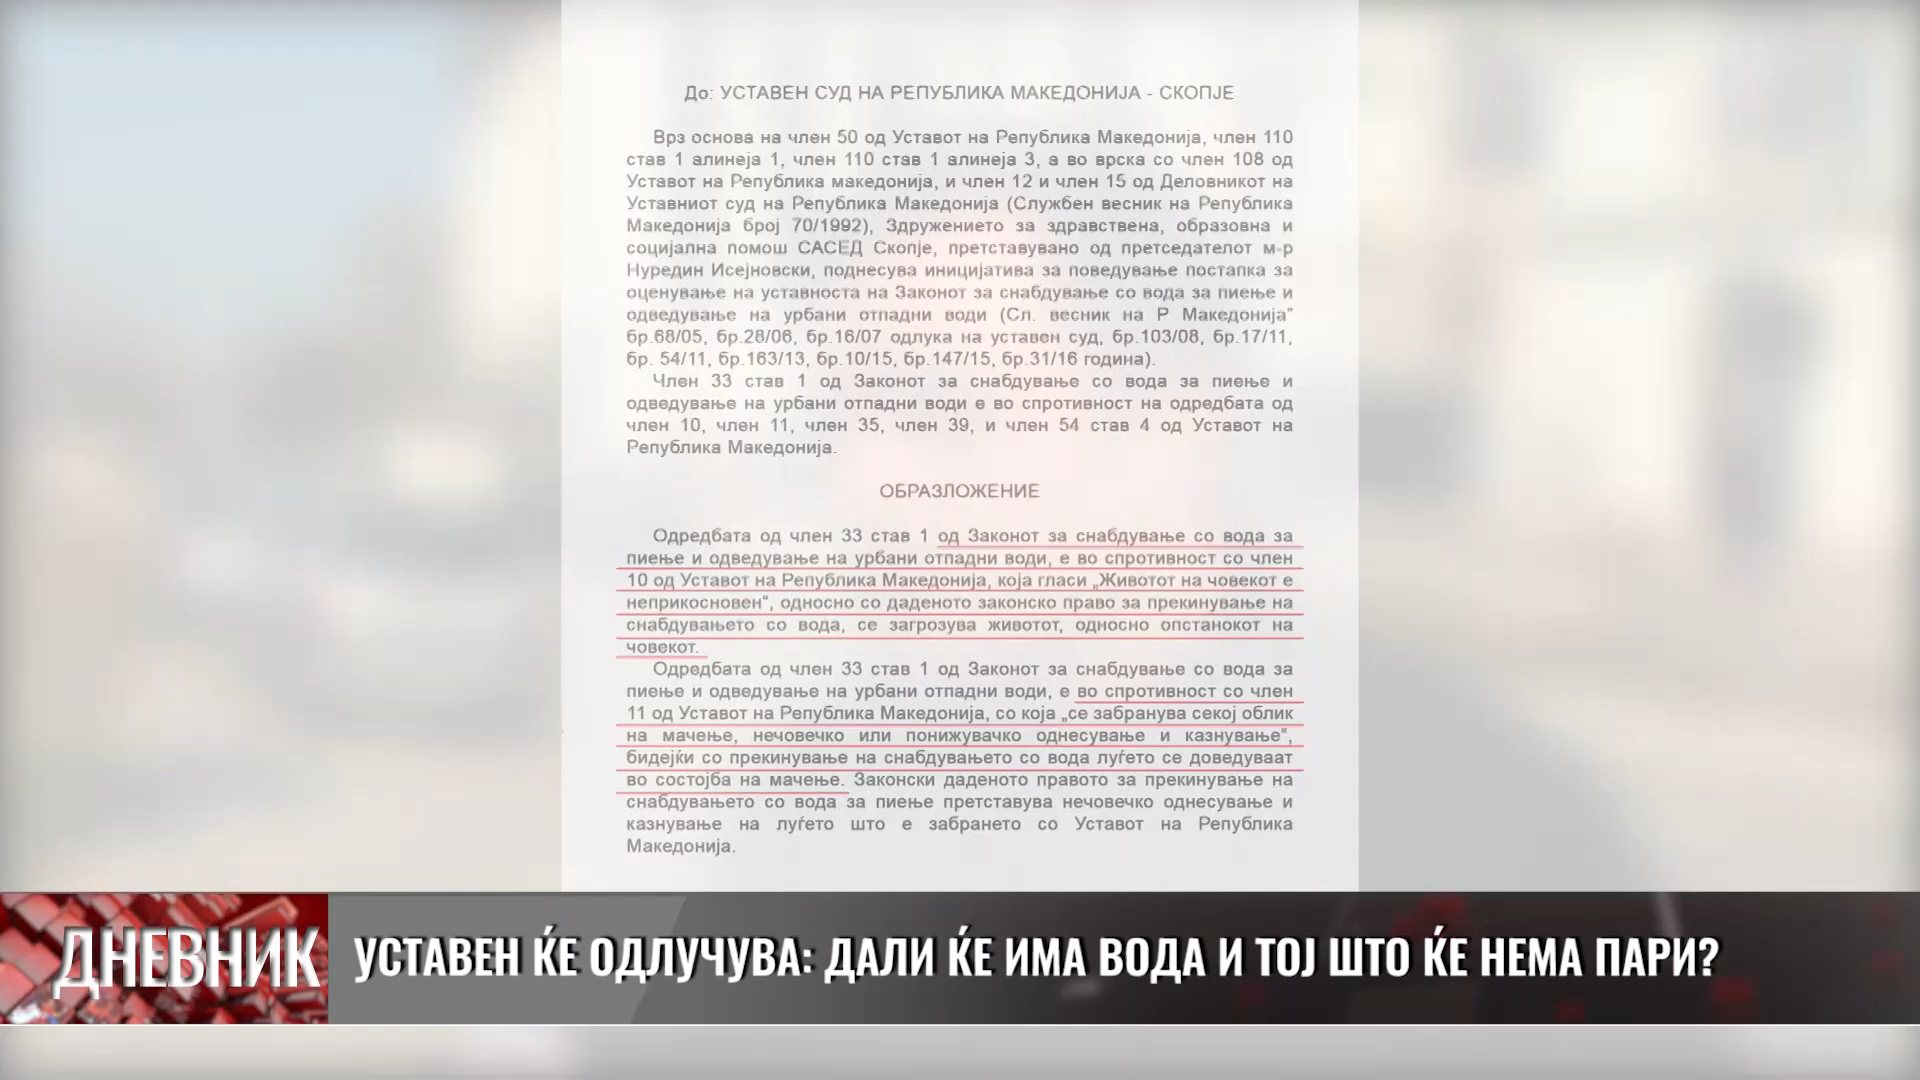 До: УСТАВЕН СУД НА РЕПУБЛИКА МАКЕДОНИЈА - СКОПЈЕ
Врз основа на член 50 од Уставот на Република Македонија, член 110
став 1 алинеја 1, член 110 став 1 алинеја 3, а во врска со член 108 од
Уставот на Република македонија, и член 12 и член 15 од Деловникот на
Уставниот суд на Република Македонија (Службен весник на Република
Македонија број 70/1992), Здружението за здравствена, образовна и
социјална помош САСЕД Скопје, претставувано од претседателот м-р
Нуредин Исејновски, поднесува иницијатива за поведување постапка за
оценување на уставноста на Законот за снабдување со вода за пиење и
одведување на урбани отпадни води (Сл. весник на Р Македонија"
бр.68/05, бр.28/06, бр.16/07 одлука на уставен суд, бр.103/08, бр.17/11,
бр. 54/11, бр.163/13, бр.10/15, бр.147/15, бр.31/16 година).
Член 33 став 1 од Законот за снабдување со вода за пиење и
одведување на урбани отпадни води е во спротивност на одредбата од
член 10, член 11, член 35, член 39, и член 54 став 4 од Уставот на
Република Македонија.
ОБРАЗЛОЖЕНИЕ
Одредбата од член 33 став 1 од Законот за снабдување со вода за
пиење и одведување на урбани отпадни води, е во спротивност со член
10 од Уставот на Република Македонија, која гласи „Животот на човекот е
неприкосновен“, односно со даденото законско право за прекинување на
снабдувањето со вода, се загрозува животот, односно опстанокот на
човекот.
Одредбата од член 33 став 1 од Законот за снабдување со вода за
пиење и одведување на урбани отпадни води, е во спротивност со член
11 од Уставот на Република Македонија, со која „се забранува секој облик
на мачење, нечовечко или понижувачко однесување и казнување“,
бидејќи со прекинување на снабдувањето со вода луѓето се доведуваат
во состојба на мачење. Законски даденото правото за прекинување на
снабдувањето со вода за пиење претставува нечовечко однесување и
казнување на луѓето што е забрането со Уставот на Република
Македонија.
ДНЕВНИК
УСТАВЕН ЌЕ ОДЛУЧУВА: ДАЛИ ЌЕ ИМА ВОДА И ТОЈ ШТО ЌЕ НЕМА ПАРИ?